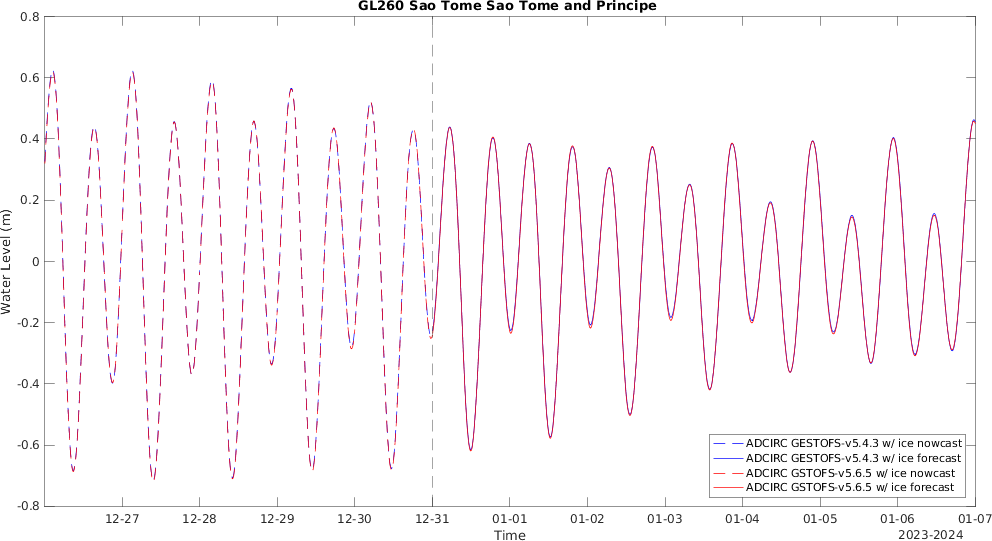 GL260 Sao Tome Sao Tome and Principe
Water Level (m)
0.8
0.6
0.4
0.2
0
-0.2
-0.4
-0.6
-0.8
ADCIRC GESTOFS-v5.4.3 w/ ice nowcast
ADCIRC GESTOFS-v5.4.3 w/ ice forecast
ADCIRC GSTOFS-v5.6.5 w/ ice nowcast
ADCIRC GSTOFS-v5.6.5 w/ ice forecast
12-27 12-28 12-29 12-30 12-31 01-01 01-02 01-03 01-04 01-05 01-06 01-07
Time
2023-2024